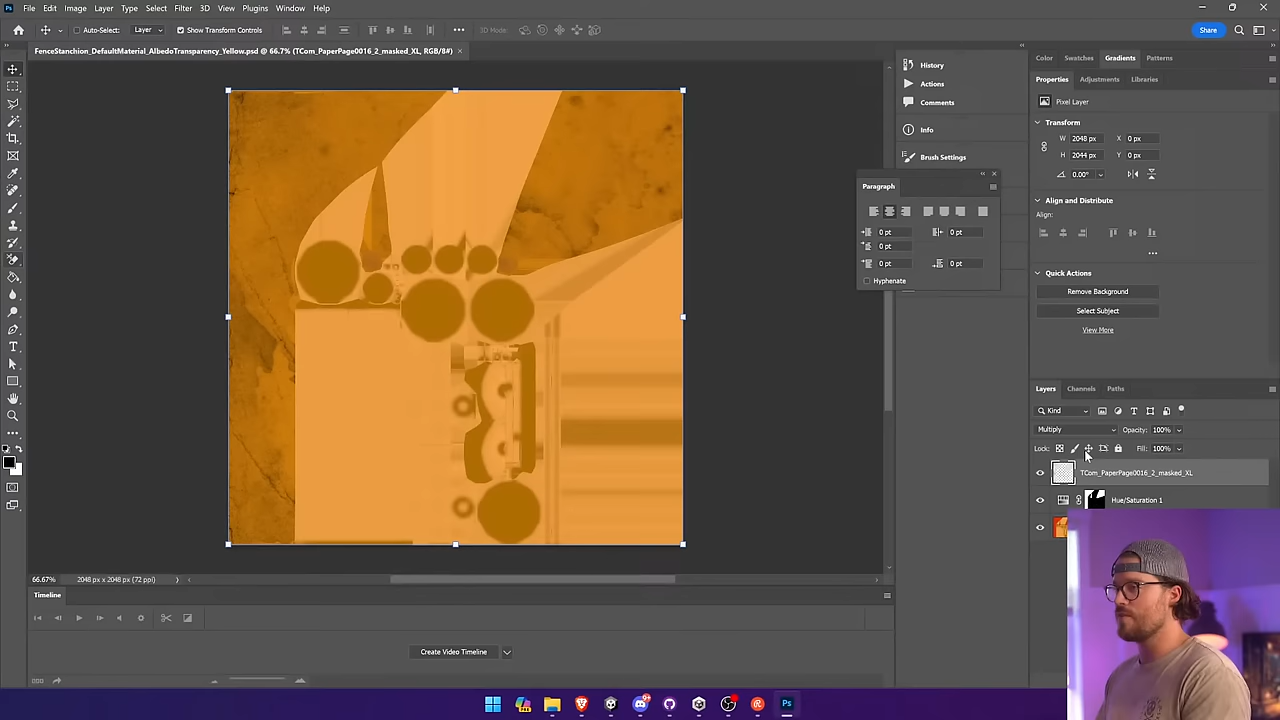 File Edit Image Layer Type Select Filter 3D View Plugins Window Help
Auto-Select: Layer Show Transform Controls 3D Mode: Share
FenceStanchion_DefaultMaterial_AlbedoTransparency_Yellow.psd @ 66.7% (TCom_PaperPage0016_2_masked_XL, RGB/8#)
History
Actions
Comments
Info
Brush Settings
Paragraph
0 pt 0 pt
0 pt
0 pt 0 pt
Hyphenate
Color Swatches Gradients Patterns
Properties Adjustments Libraries
Pixel Layer
Transform
W 2048 px X 0 px
H 2044 px Y 0 px
0.00°
Align and Distribute
Align:
Quick Actions
Remove Background
Select Subject
View More
Layers Channels Paths
Kind
Multiply Opacity: 100%
Lock: Fill: 100%
TCom_PaperPage0016_2_masked_XL
Hue/Saturation 1
66.67% 2048 px x 2048 px (72 ppi)
Timeline
Create Video Timeline